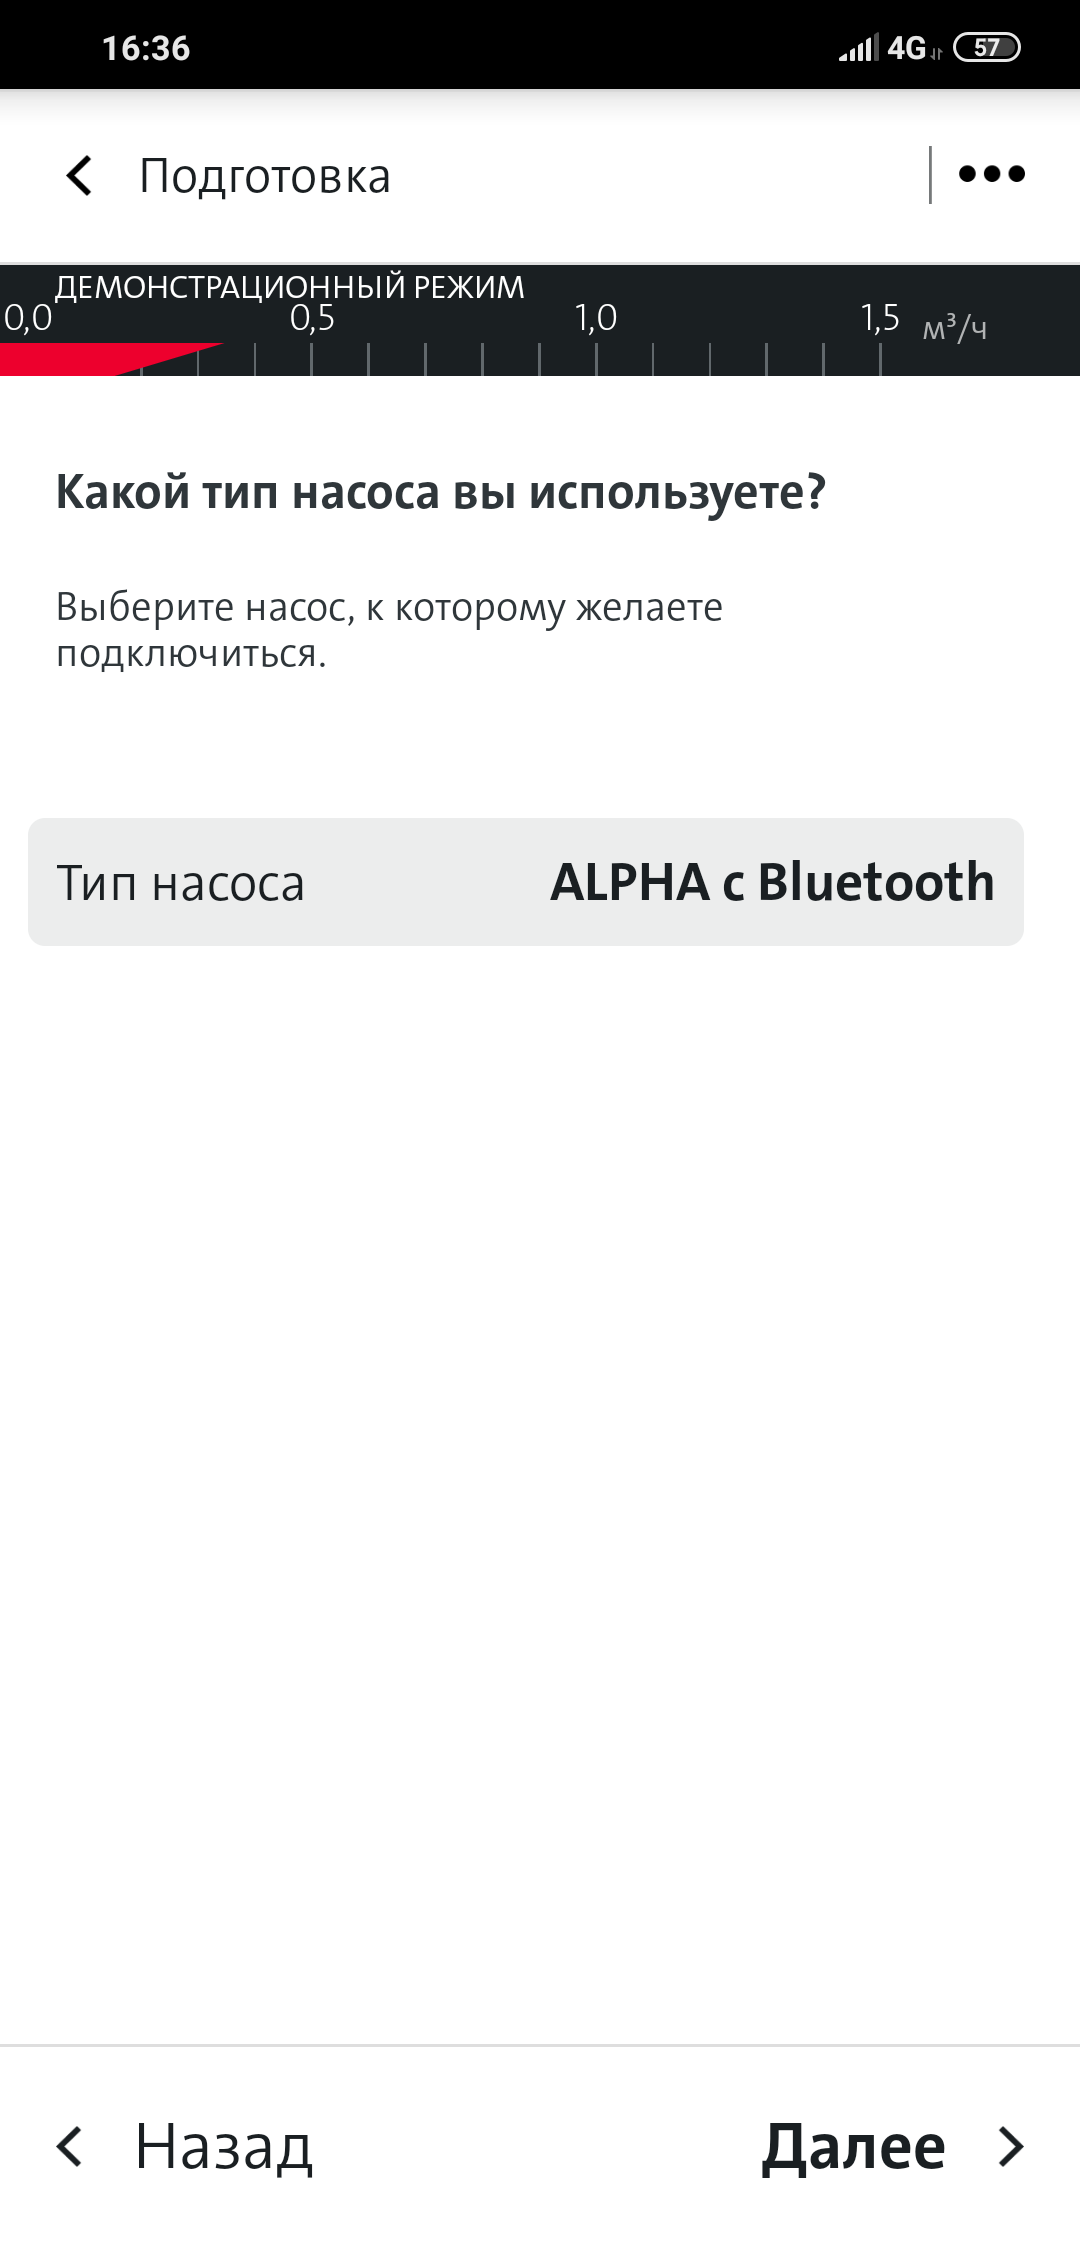 16:36
4G
57
Подготовка
ДЕМОНСТРАЦИОННЫЙ РЕЖИМ
0,0 0,5 1,0 1,5 м³/ч
Какой тип насоса вы используете?
Выберите насос, к которому желаете
подключиться.
Тип насоса ALPHA с Bluetooth
Назад Далее